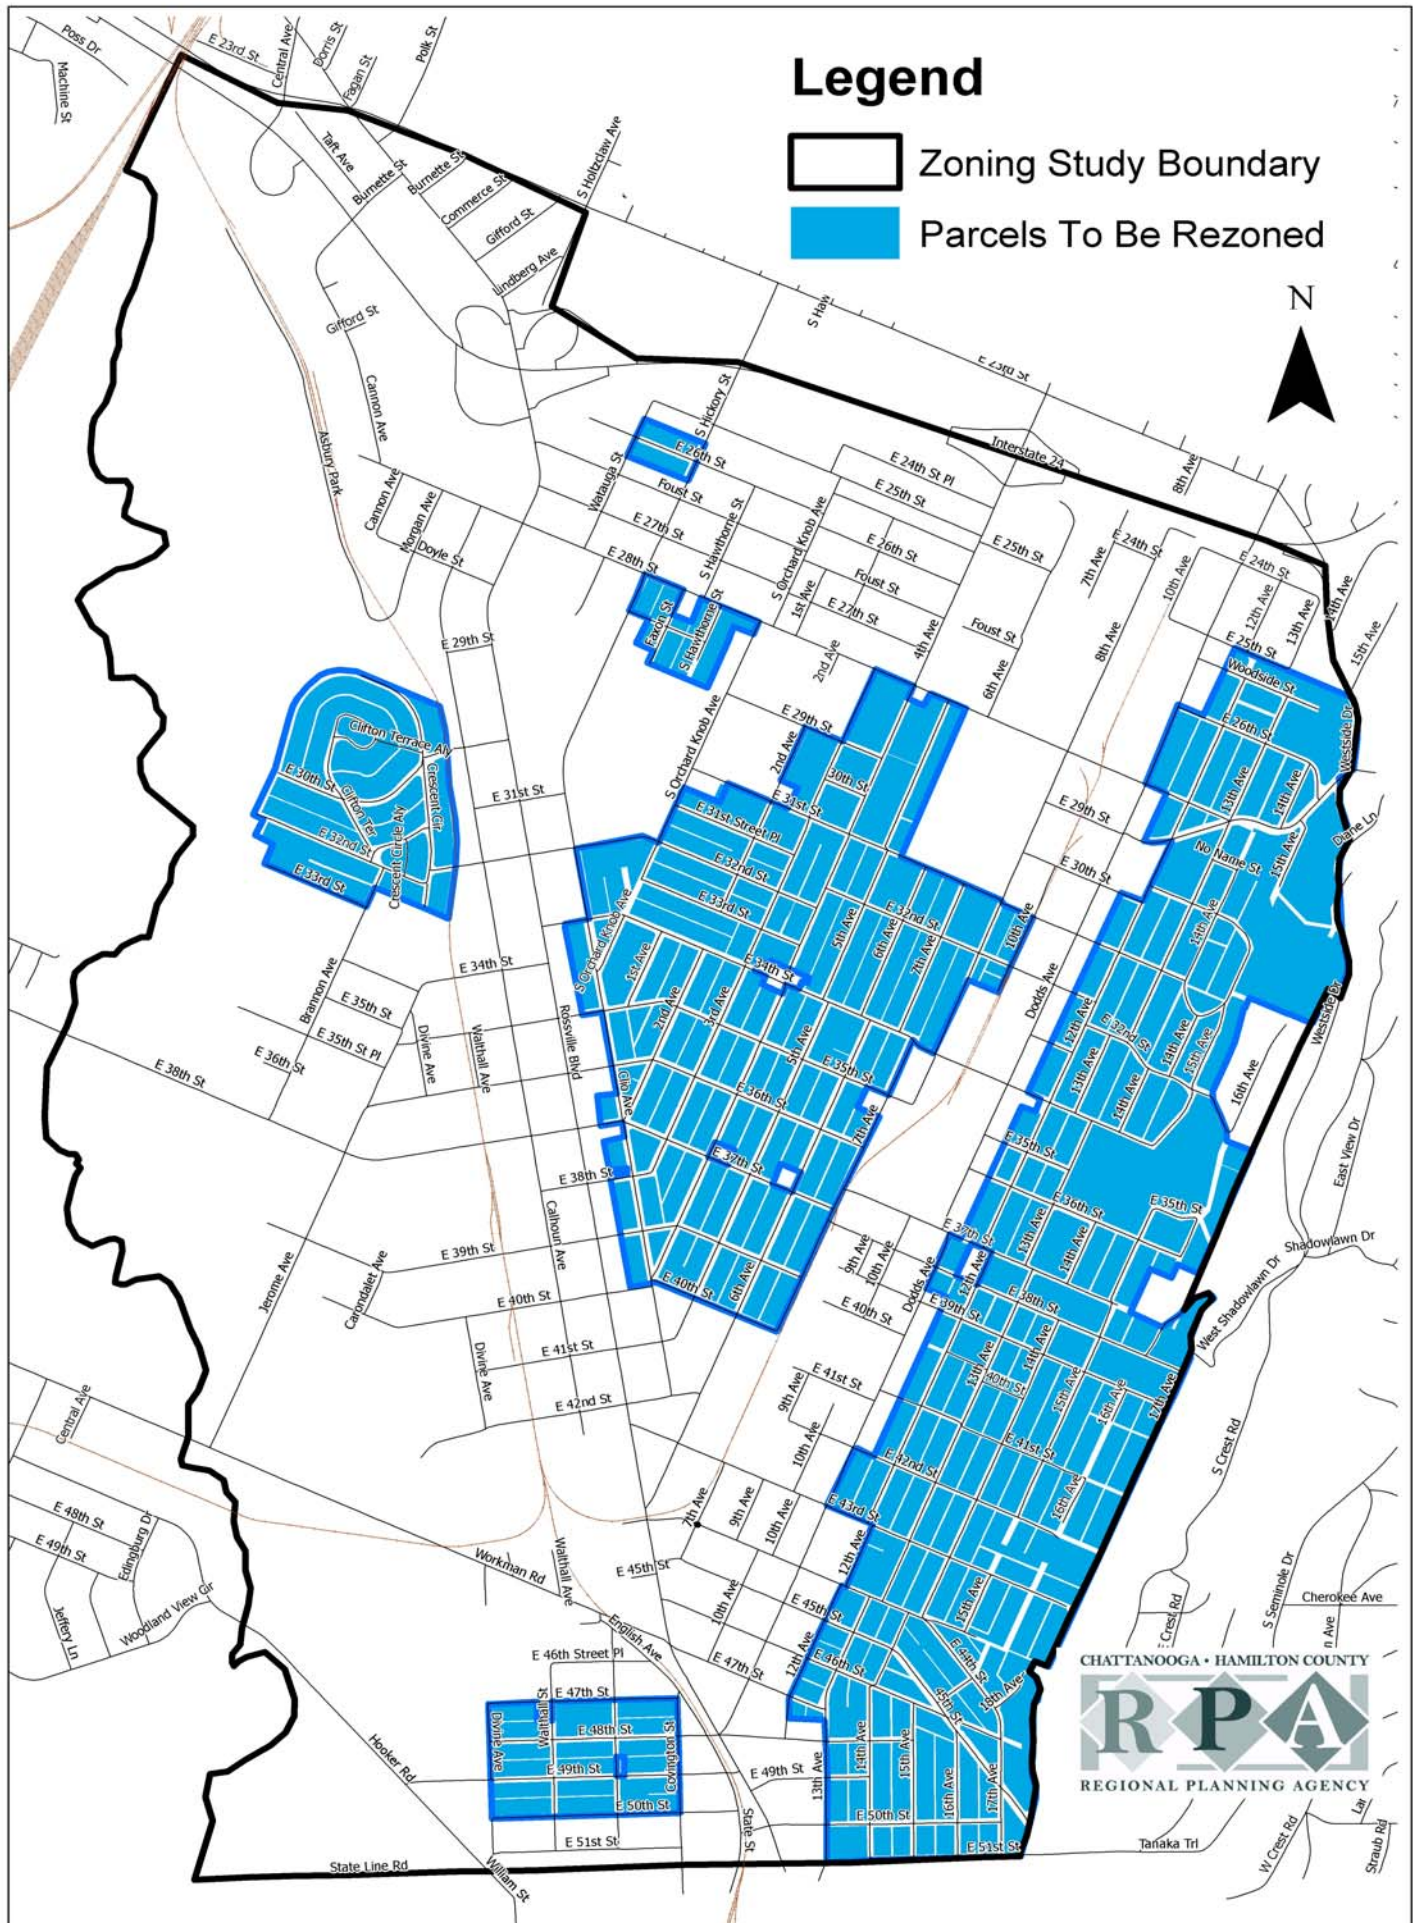 Poss Dr
Machine St
E 23rd St
Central Ave
Dorris St
Fagan St
Polk St
Legend
Zoning Study Boundary
Parcels To Be Rezoned
N
S Holtzclaw Ave
Taft Ave
Burnette St
Burnette St
Commerce St
Gifford St
Lindberg Ave
Gifford St
Cannon Ave
Asbury Park
S Haw
E 23rd St
Interstate 24
S Hickory St
E 26th St
Watauga St
Foust St
E 27th St
E 28th St
S Hawthorne St
S Orchard Knob Ave
E 24th St Pl
E 25th St
E 26th St
E 25th St
Foust St
E 27th St
1st Ave
2nd Ave
4th Ave
Foust St
6th Ave
7th Ave
8th Ave
8th Ave
E 24th St
10th Ave
E 24th St
12th Ave
13th Ave
14th Ave
15th Ave
E 25th St
Woodside St
E 26th St
Westside Dr
13th Ave
14th Ave
15th Ave
Diane Ln
No Name St
Cannon Ave
Morgan Ave
Doyle St
E 29th St
Faxon St
S Hawthorne St
S Orchard Knob Ave
E 29th St
2nd Ave
30th St
E 31st St
E 31st Street Pl
E 32nd St
E 33rd St
E 29th St
E 30th St
Clifton Terrace Aly
E 30th St
Clifton Ter
Crescent Cir
Crescent Circle Aly
E 32nd St
E 33rd St
E 31st St
S Orchard Knob Ave
1st Ave
2nd Ave
3rd Ave
E 34th St
5th Ave
6th Ave
7th Ave
E 32nd St
10th Ave
Dodds Ave
5th Ave
E 35th St
E 36th St
7th Ave
E 37th St
12th Ave
13th Ave
E 32nd St
14th Ave
14th Ave
14th Ave
15th Ave
16th Ave
Westside Dr
East View Dr
Brannon Ave
E 34th St
E 35th St
E 35th St Pl
E 36th St
E 38th St
Divine Ave
Walthall Ave
Rossville Blvd
Clio Ave
E 38th St
Calhoun Ave
E 39th St
E 40th St
E 41st St
E 42nd St
Jerome Ave
Carondalet Ave
Divine Ave
E 40th St
6th Ave
E 35th St
E 36th St
E 35th St
E 37th St
9th Ave
10th Ave
E 40th St
Dodds Ave
12th Ave
13th Ave
14th Ave
E 38th St
E 39th St
13th Ave
40th St
14th Ave
15th Ave
16th Ave
17th Ave
E 41st St
Shadowlawn Dr
West Shadowlawn Dr
S Crest Rd
E 41st St
9th Ave
10th Ave
E 42nd St
E 43rd St
16th Ave
7th Ave
9th Ave
10th Ave
12th Ave
15th Ave
E 45th St
E 45th St
E 46th St
E 44th St
45th St
18th Ave
10th Ave
E 47th St
12th Ave
Central Ave
E 48th St
E 49th St
Edingburg Dr
Jeffery Ln
Woodland View Cir
Workman Rd
Walthall Ave
English Ave
E 46th Street Pl
E 47th St
Walthall St
Divine Ave
E 48th St
E 49th St
Covington St
E 50th St
E 51st St
Hooker Rd
William St
State Line Rd
State St
E 49th St
13th Ave
14th Ave
15th Ave
16th Ave
17th Ave
E 50th St
E 51st St
Tanaka Trl
S Seminole Dr
Cherokee Ave
n Ave
Crest Rd
CHATTANOOGA • HAMILTON COUNTY
RPA
REGIONAL PLANNING AGENCY
W Crest Rd
Straub Rd